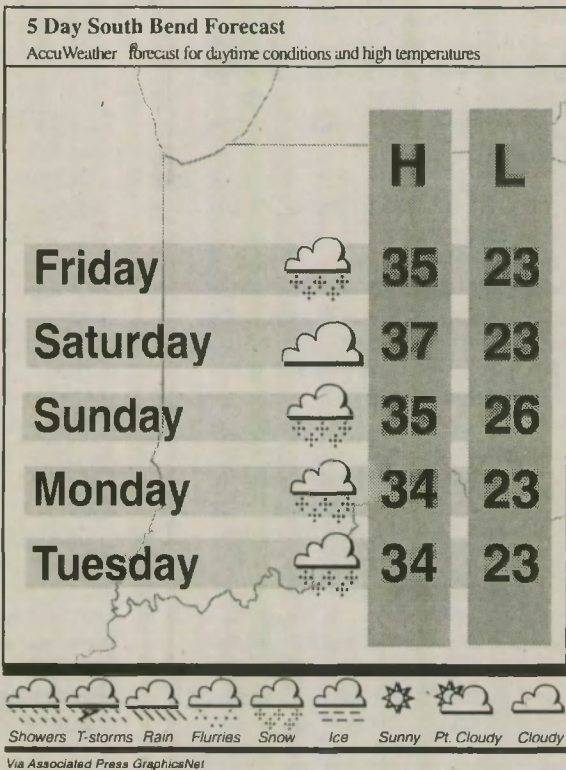 5 Day South Bend Forecast
AccuWeather forecast for daytime conditions and high temperatures
H L
Friday 35 23
Saturday 37 23
Sunday 35 26
Monday 34 23
Tuesday 34 23
Showers T-storms Rain Flurries Snow Ice Sunny Pt. Cloudy Cloudy
Via Associated Press GraphicsNet